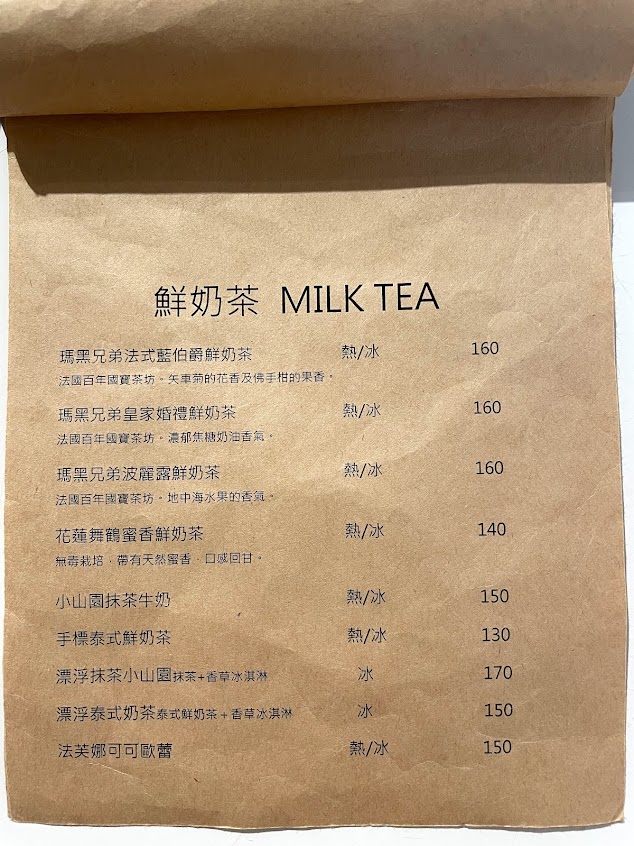 鮮奶茶 MILK TEA
瑪黑兄弟法式藍伯爵鮮奶茶 熱/冰 160
法國百年國寶茶坊。矢車菊的花香及佛手柑的果香。
瑪黑兄弟皇家婚禮鮮奶茶 熱/冰 160
法國百年國寶茶坊。濃郁焦糖奶油香氣。
瑪黑兄弟波麗露鮮奶茶 熱/冰 160
法國百年國寶茶坊。地中海水果的香氣。
花蓮舞鶴蜜香鮮奶茶 熱/冰 140
無毒栽培，帶有天然蜜香，口感回甘。
小山園抹茶牛奶 熱/冰 150
手標泰式鮮奶茶 熱/冰 130
漂浮抹茶小山園抹茶+香草冰淇淋 冰 170
漂浮泰式奶茶泰式鮮奶茶+香草冰淇淋 冰 150
法芙娜可可歐蕾 熱/冰 150